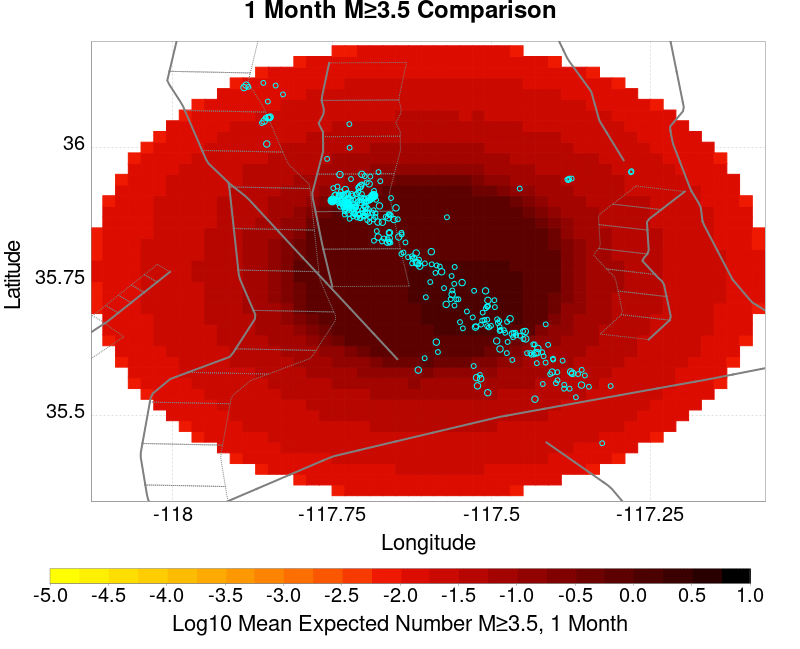 1 Month M≥3.5 Comparison
36
35.75
35.5
Latitude
-118 -117.75 -117.5 -117.25
Longitude
-5.0 -4.5 -4.0 -3.5 -3.0 -2.5 -2.0 -1.5 -1.0 -0.5 0.0 0.5 1.0
Log10 Mean Expected Number M≥3.5, 1 Month